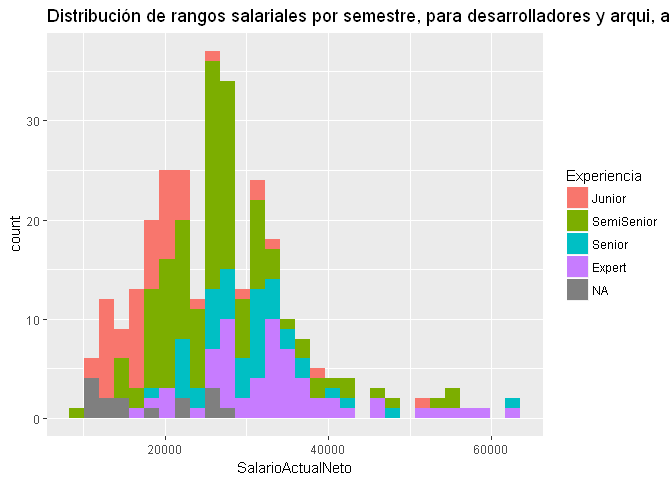 Distribución de rangos salariales por semestre, para desarrolladores y arqui, a
count
30
20
10
0
20000
40000
60000
SalarioActualNeto
Experiencia
Junior
SemiSenior
Senior
Expert
NA